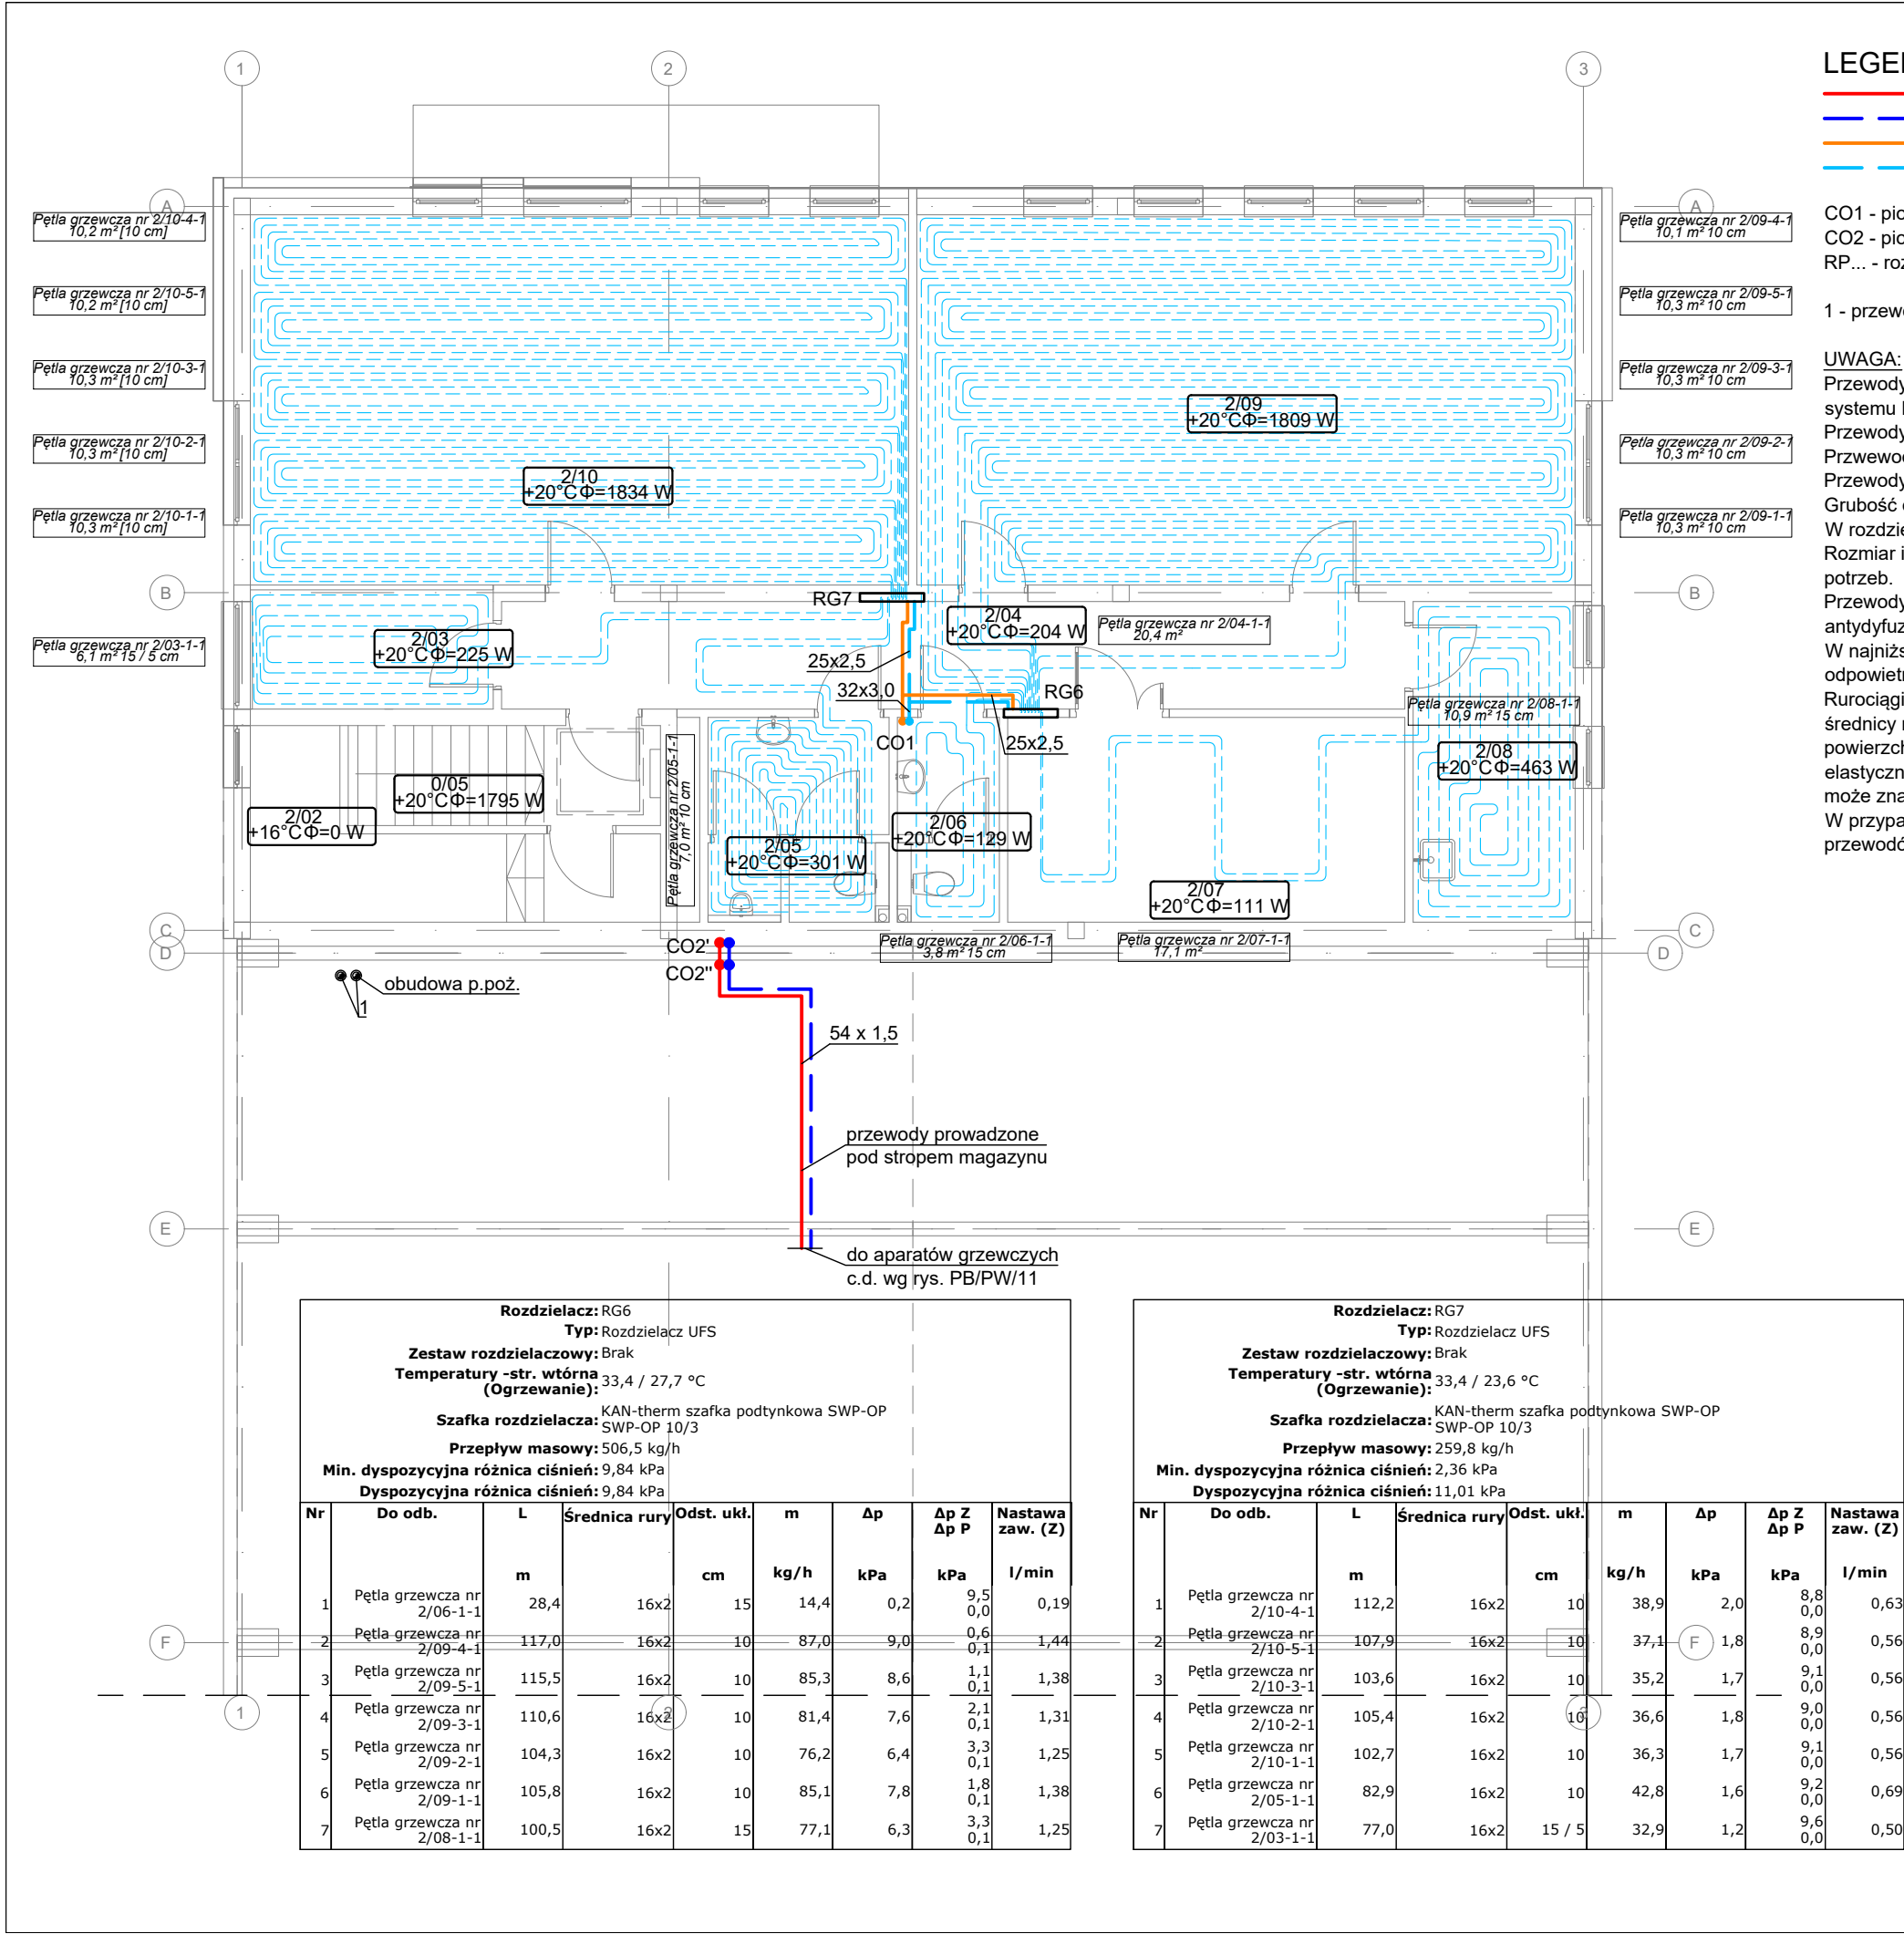 1
2
3
LEGE
A
A
Pętla grzewcza nr 2/10-4-1
10,2 m² [10 cm]
Pętla grzewcza nr 2/10-5-1
10,2 m² [10 cm]
Pętla grzewcza nr 2/10-3-1
10,3 m² [10 cm]
Pętla grzewcza nr 2/10-2-1
10,3 m² [10 cm]
Pętla grzewcza nr 2/10-1-1
10,3 m² [10 cm]
Pętla grzewcza nr 2/09-4-1
10,1 m² 10 cm
Pętla grzewcza nr 2/09-5-1
10,3 m² 10 cm
Pętla grzewcza nr 2/09-3-1
10,3 m² 10 cm
Pętla grzewcza nr 2/09-2-1
10,3 m² 10 cm
Pętla grzewcza nr 2/09-1-1
10,3 m² 10 cm
CO1 - pio
CO2 - pio
RP... - roz
1 - przew
UWAGA:
Przewody
systemu
Przewody
Przwewod
Przewody
Grubość
W rozdzie
Rozmiar i
potrzeb.
Przewody
antydyfuz
W najniżs
odpowietr
Rurociągi
średnicy
powierzch
elastyczn
może zna
W przypa
przewodó
2/10
+20°CΦ=1834 W
2/09
+20°CΦ=1809 W
B
B
RG7
2/03
+20°CΦ=225 W
Pętla grzewcza nr 2/03-1-1
6,1 m² 15 / 5 cm
2/04
+20°CΦ=204 W
Pętla grzewcza nr 2/04-1-1
20,4 m²
25x2,5
32x3,0
RG6
CO1
25x2,5
Pętla grzewcza nr 2/08-1-1
10,9 m² 15 cm
2/08
+20°CΦ=463 W
0/05
+20°CΦ=1795 W
2/02
+16°CΦ=0 W
Pętla grzewcza nr 2/05-1-1
7,0 m² 10 cm
2/05
+20°CΦ=301 W
2/06
+20°CΦ=129 W
2/07
+20°CΦ=111 W
C
D
C
D
Pętla grzewcza nr 2/06-1-1
3,8 m² 15 cm
Pętla grzewcza nr 2/07-1-1
17,1 m²
CO2'
CO2"
obudowa p.poż.
1
54 x 1,5
przewody prowadzone
pod stropem magazynu
E
E
do aparatów grzewczych
c.d. wg rys. PB/PW/11
Rozdzielacz: RG6
Typ: Rozdzielacz UFS
Zestaw rozdzielaczowy: Brak
Temperatury -str. wtórna
(Ogrzewanie): 33,4 / 27,7 °C
Szafka rozdzielacza: KAN-therm szafka podtynkowa SWP-OP
SWP-OP 10/3
Przepływ masowy: 506,5 kg/h
Min. dyspozycyjna różnica ciśnień: 9,84 kPa
Dyspozycyjna różnica ciśnień: 9,84 kPa
Nr Do odb. L Średnica rury Odst. ukł. m Δp Δp Z Nastawa
Δp P zaw. (Z)
m cm kg/h kPa kPa l/min
1 Pętla grzewcza nr 2/06-1-1 28,4 16x2 15 14,4 0,2 9,5 0,0 0,19
2 Pętla grzewcza nr 2/09-4-1 117,0 16x2 10 87,0 9,0 0,6 0,1 1,44
3 Pętla grzewcza nr 2/09-5-1 115,5 16x2 10 85,3 8,6 1,1 0,1 1,38
4 Pętla grzewcza nr 2/09-3-1 110,6 16x2 10 81,4 7,6 2,1 0,1 1,31
5 Pętla grzewcza nr 2/09-2-1 104,3 16x2 10 76,2 6,4 3,3 0,1 1,25
6 Pętla grzewcza nr 2/09-1-1 105,8 16x2 10 85,1 7,8 1,8 0,1 1,38
7 Pętla grzewcza nr 2/08-1-1 100,5 16x2 15 77,1 6,3 3,3 0,1 1,25
Rozdzielacz: RG7
Typ: Rozdzielacz UFS
Zestaw rozdzielaczowy: Brak
Temperatury -str. wtórna
(Ogrzewanie): 33,4 / 23,6 °C
Szafka rozdzielacza: KAN-therm szafka podtynkowa SWP-OP
SWP-OP 10/3
Przepływ masowy: 259,8 kg/h
Min. dyspozycyjna różnica ciśnień: 2,36 kPa
Dyspozycyjna różnica ciśnień: 11,01 kPa
Nr Do odb. L Średnica rury Odst. ukł. m Δp Δp Z Nastawa
Δp P zaw. (Z)
m cm kg/h kPa kPa l/min
1 Pętla grzewcza nr 2/10-4-1 112,2 16x2 10 38,9 2,0 8,8 0,0 0,63
2 Pętla grzewcza nr 2/10-5-1 107,9 16x2 10 37,1 1,8 8,9 0,0 0,56
3 Pętla grzewcza nr 2/10-3-1 103,6 16x2 10 35,2 1,7 9,1 0,0 0,56
4 Pętla grzewcza nr 2/10-2-1 105,4 16x2 10 36,6 1,8 9,0 0,0 0,56
5 Pętla grzewcza nr 2/10-1-1 102,7 16x2 10 36,3 1,7 9,1 0,0 0,56
6 Pętla grzewcza nr 2/05-1-1 82,9 16x2 10 42,8 1,6 9,2 0,0 0,69
7 Pętla grzewcza nr 2/03-1-1 77,0 16x2 15 / 5 32,9 1,2 9,6 0,0 0,50
F
F
1
2
3